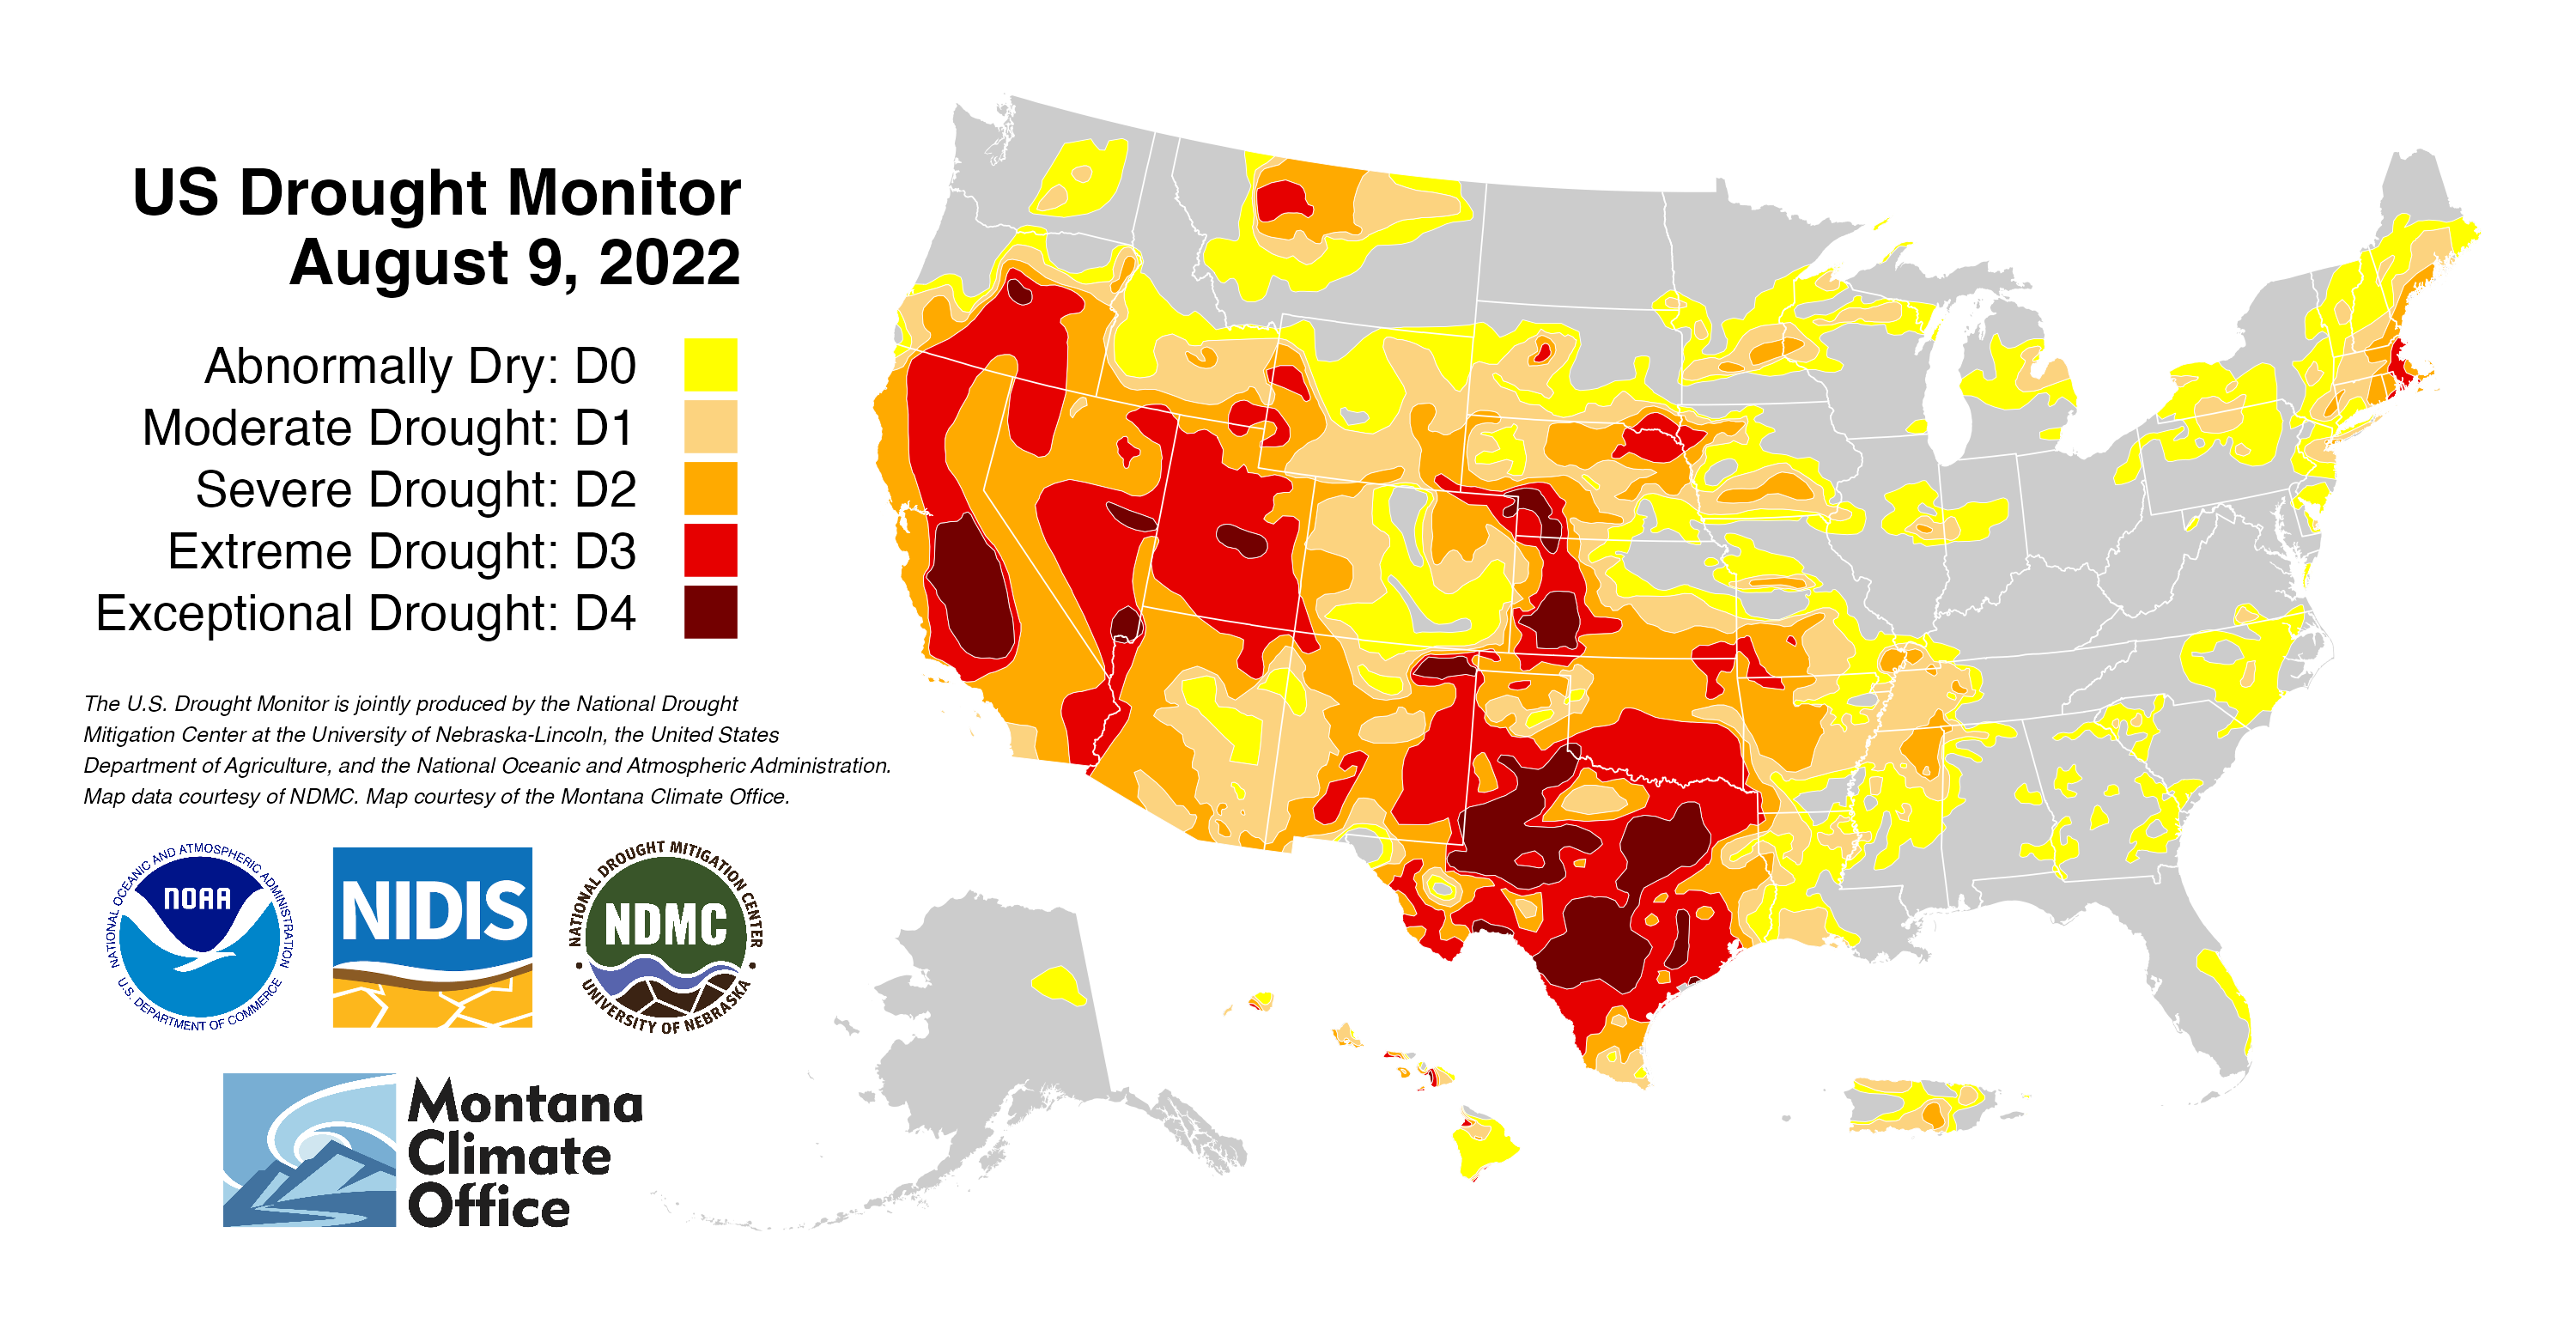 US Drought Monitor
August 9, 2022
Abnormally Dry: D0
Moderate Drought: D1
Severe Drought: D2
Extreme Drought: D3
Exceptional Drought: D4
The U.S. Drought Monitor is jointly produced by the National Drought
Mitigation Center at the University of Nebraska-Lincoln, the United States
Department of Agriculture, and the National Oceanic and Atmospheric Administration.
Map data courtesy of NDMC. Map courtesy of the Montana Climate Office.
NATIONAL OCEANIC AND ATMOSPHERIC ADMINISTRATION
NOAA
U.S. DEPARTMENT OF COMMERCE
NIDIS
NATIONAL DROUGHT MITIGATION CENTER
NDMC
UNIVERSITY OF NEBRASKA
Montana
Climate
Office